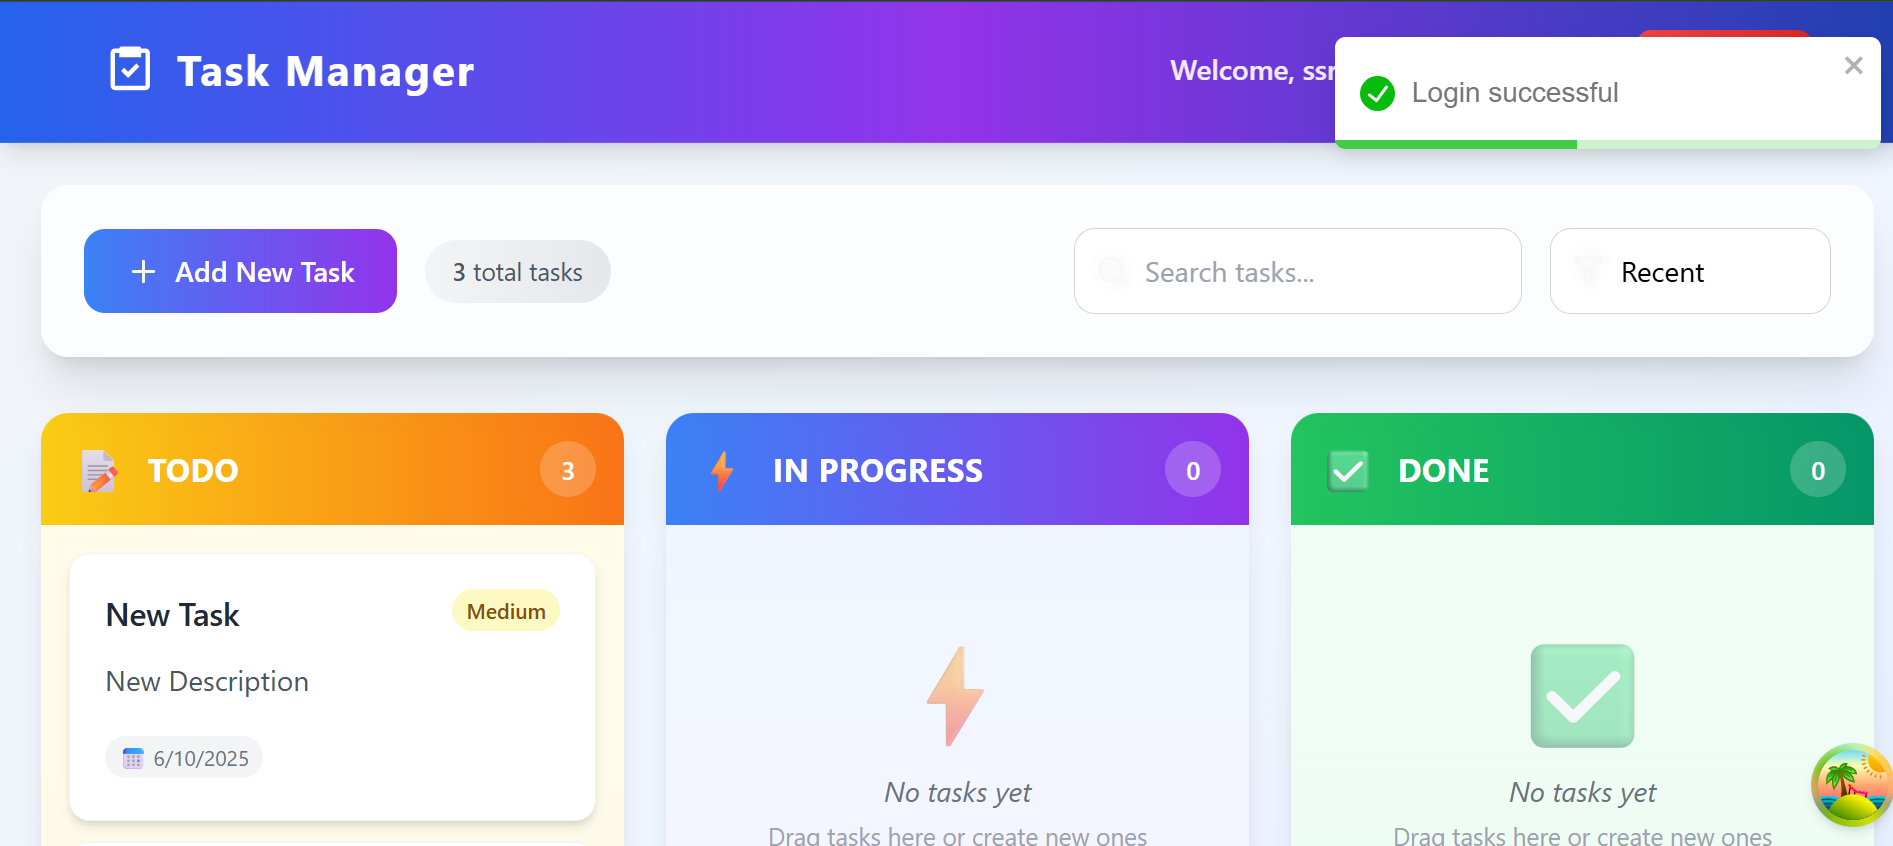 Task Manager
Welcome, ssr
Login successful
Add New Task
3 total tasks
Search tasks...
Recent
TODO
3
IN PROGRESS
0
DONE
0
New Task
Medium
New Description
6/10/2025
No tasks yet
Drag tasks here or create new ones
No tasks yet
Drag tasks here or create new ones